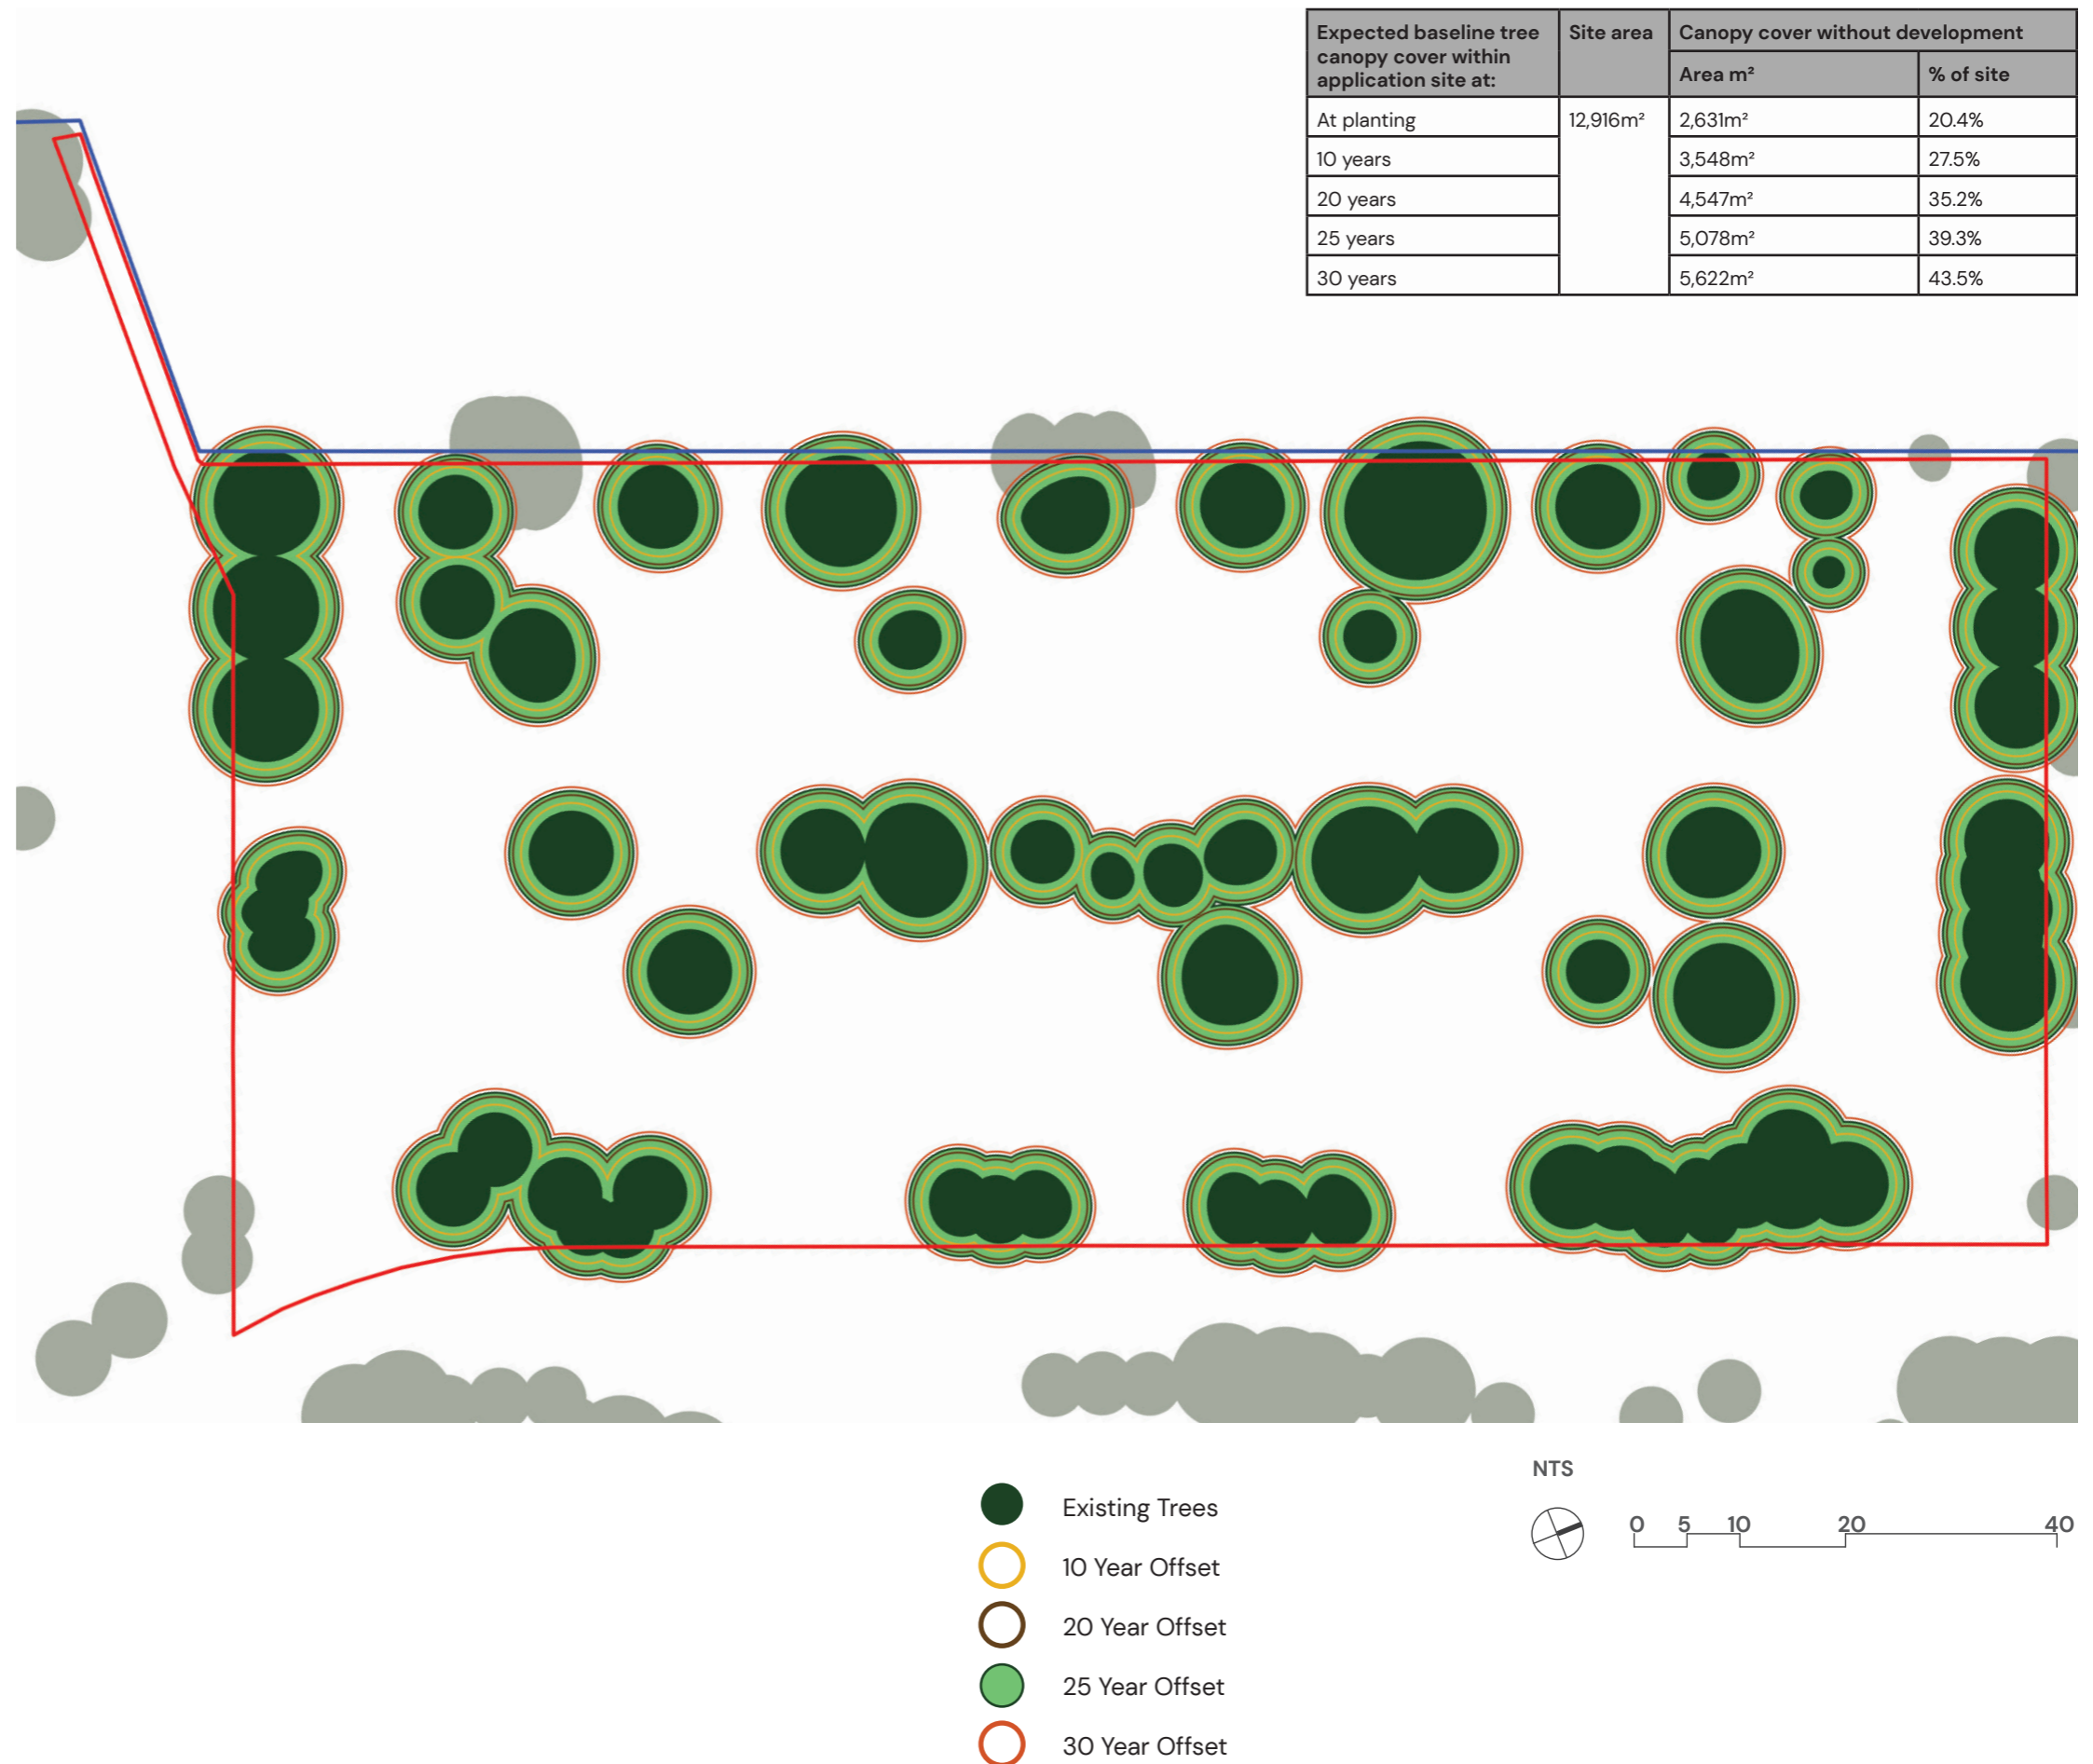 Expected baseline tree canopy cover within application site at: Site area Canopy cover without development
Area m² % of site
At planting 12,916m² 2,631m² 20.4%
10 years 3,548m² 27.5%
20 years 4,547m² 35.2%
25 years 5,078m² 39.3%
30 years 5,622m² 43.5%
Existing Trees
10 Year Offset
20 Year Offset
25 Year Offset
30 Year Offset
NTS
0 5 10 20 40